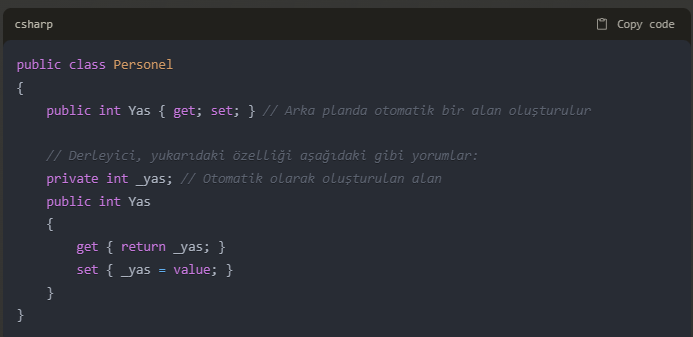 csharp
Copy code
public class Personel
{
    public int Yas { get; set; } // Arka planda otomatik bir alan oluşturulur
    // Derleyici, yukarıdaki özelliği aşağıdaki gibi yorumlar:
    private int _yas; // Otomatik olarak oluşturulan alan
    public int Yas
    {
        get { return _yas; }
        set { _yas = value; }
    }
}